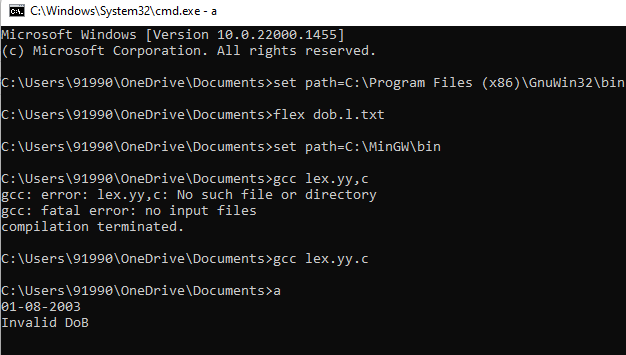 C:\Windows\System32\cmd.exe - a
Microsoft Windows [Version 10.0.22000.1455]
(c) Microsoft Corporation. All rights reserved.
C:\Users\91990\OneDrive\Documents>set path=C:\Program Files (x86)\GnuWin32\bin
C:\Users\91990\OneDrive\Documents>flex dob.l.txt
C:\Users\91990\OneDrive\Documents>set path=C:\MinGW\bin
C:\Users\91990\OneDrive\Documents>gcc lex.yy,c
gcc: error: lex.yy,c: No such file or directory
gcc: fatal error: no input files
compilation terminated.
C:\Users\91990\OneDrive\Documents>gcc lex.yy.c
C:\Users\91990\OneDrive\Documents>a
01-08-2003
Invalid DoB